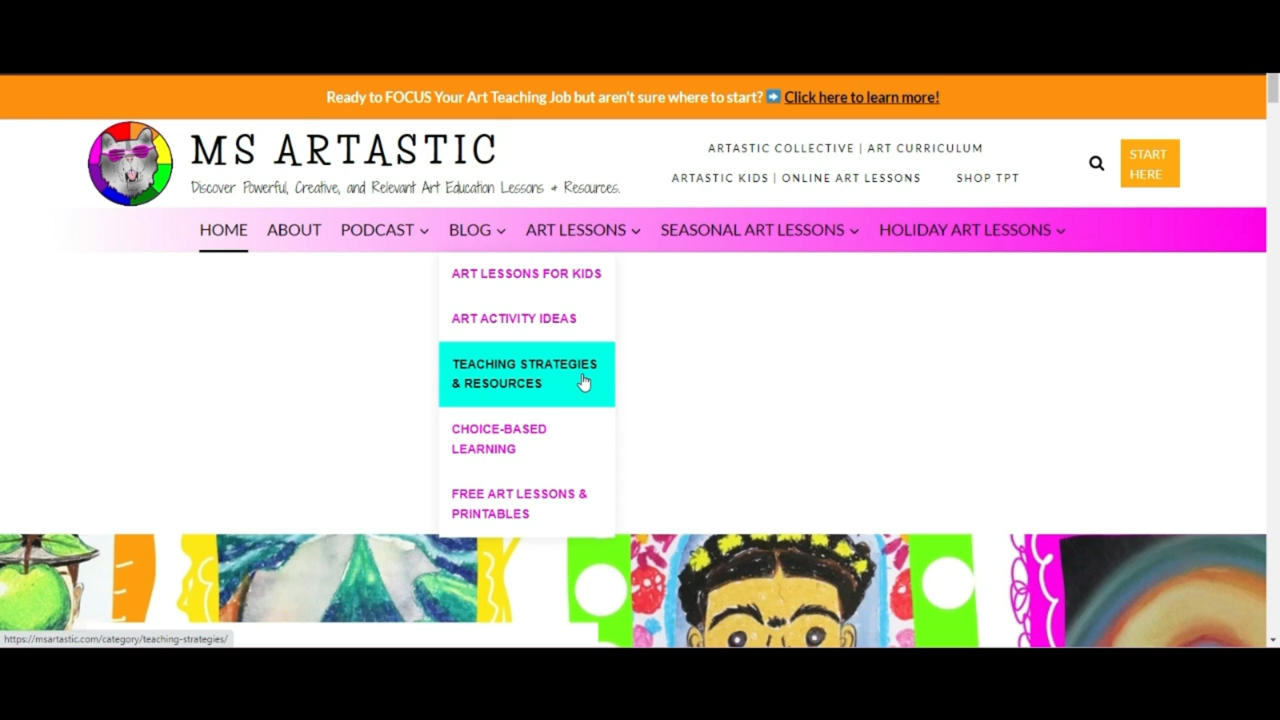 Ready to FOCUS Your Art Teaching Job but aren't sure where to start? ➡ Click here to learn more!
MS ARTASTIC
Discover Powerful, Creative, and Relevant Art Education Lessons & Resources.
ARTASTIC COLLECTIVE | ART CURRICULUM
ARTASTIC KIDS | ONLINE ART LESSONS SHOP TPT
START
HERE
HOME ABOUT PODCAST BLOG ART LESSONS SEASONAL ART LESSONS HOLIDAY ART LESSONS
ART LESSONS FOR KIDS
ART ACTIVITY IDEAS
TEACHING STRATEGIES
& RESOURCES
CHOICE-BASED
LEARNING
FREE ART LESSONS &
PRINTABLES
https://msartastic.com/category/teaching-strategies/